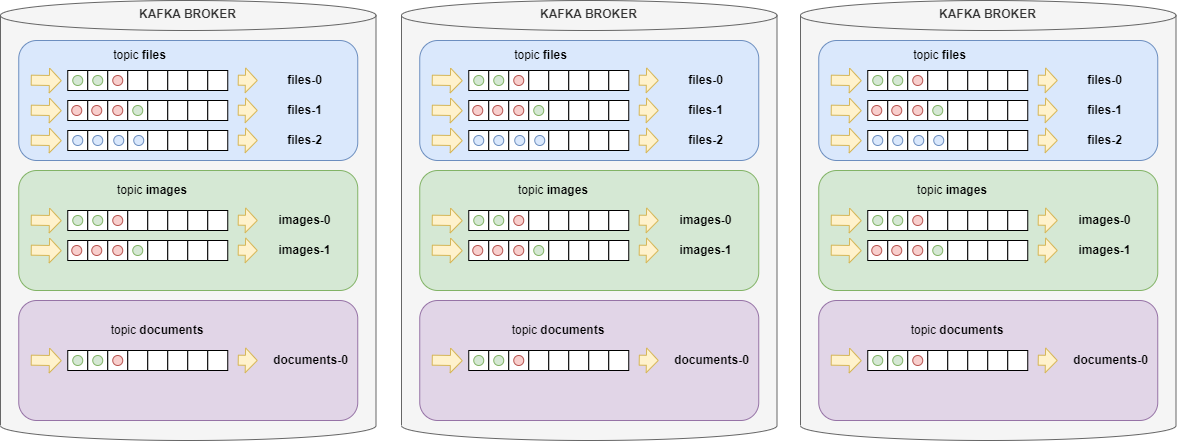 KAFKA BROKER
topic files
files-0
files-1
files-2
topic images
images-0
images-1
topic documents
documents-0
KAFKA BROKER
topic files
files-0
files-1
files-2
topic images
images-0
images-1
topic documents
documents-0
KAFKA BROKER
topic files
files-0
files-1
files-2
topic images
images-0
images-1
topic documents
documents-0